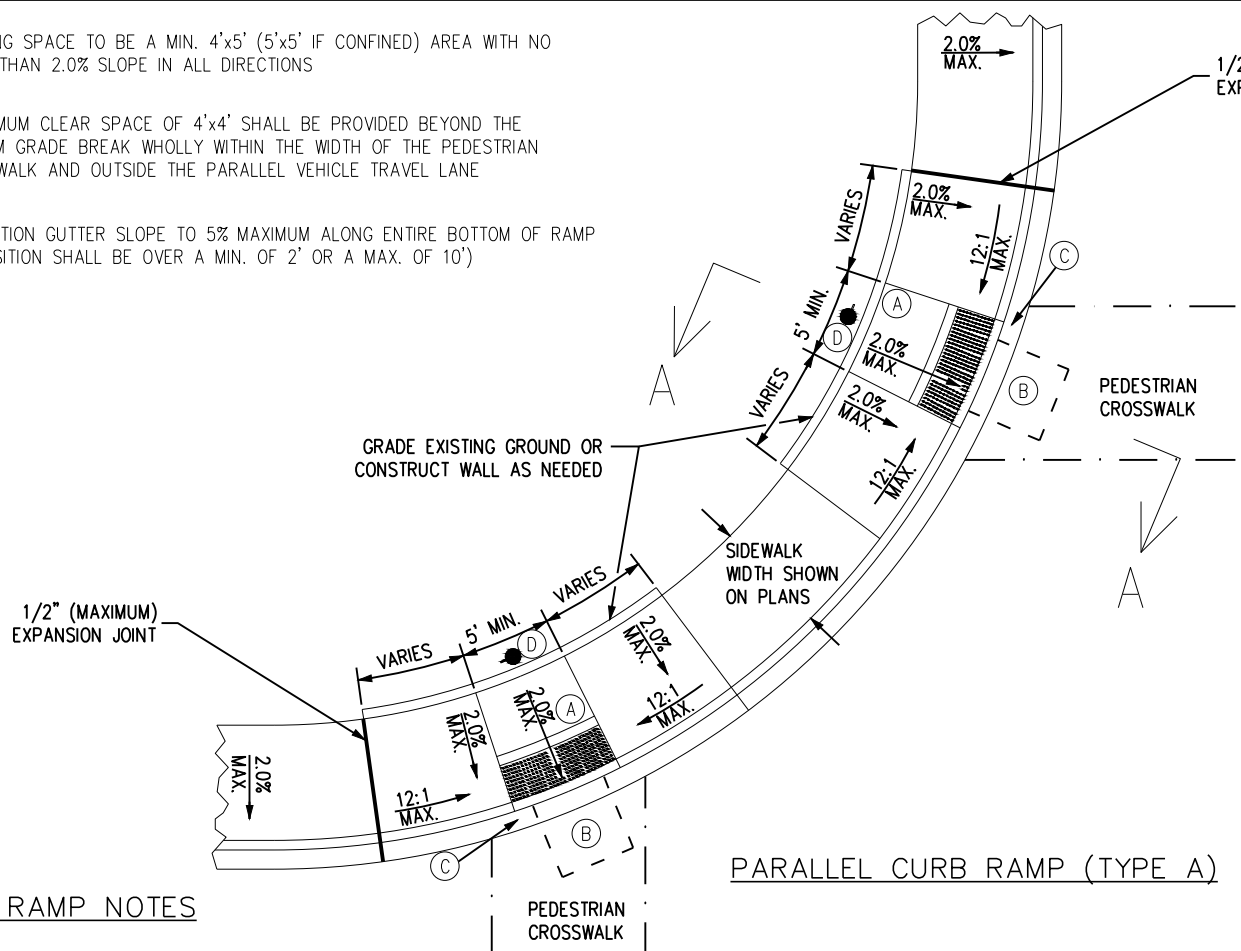 NG SPACE TO BE A MIN. 4'x5' (5'x5' IF CONFINED) AREA WITH NO
THAN 2.0% SLOPE IN ALL DIRECTIONS
MUM CLEAR SPACE OF 4'x4' SHALL BE PROVIDED BEYOND THE
M GRADE BREAK WHOLLY WITHIN THE WIDTH OF THE PEDESTRIAN
WALK AND OUTSIDE THE PARALLEL VEHICLE TRAVEL LANE
TION GUTTER SLOPE TO 5% MAXIMUM ALONG ENTIRE BOTTOM OF RAMP
SITION SHALL BE OVER A MIN. OF 2' OR A MAX. OF 10')
2.0%
MAX.
1/2
EXP
VARIES
2.0%
MAX.
12:1
MAX.
C
5' MIN.
D
A
2.0%
MAX.
B
PEDESTRIAN
CROSSWALK
A
VARIES
2.0%
MAX.
12:1
MAX.
GRADE EXISTING GROUND OR
CONSTRUCT WALL AS NEEDED
SIDEWALK
WIDTH SHOWN
ON PLANS
A
1/2" (MAXIMUM)
EXPANSION JOINT
VARIES
5' MIN.
D
VARIES
2.0%
MAX.
12:1
MAX.
2.0%
MAX.
A
2.0%
MAX.
2.0%
MAX.
12:1
MAX.
C
B
PARALLEL CURB RAMP (TYPE A)
RAMP NOTES
PEDESTRIAN
CROSSWALK